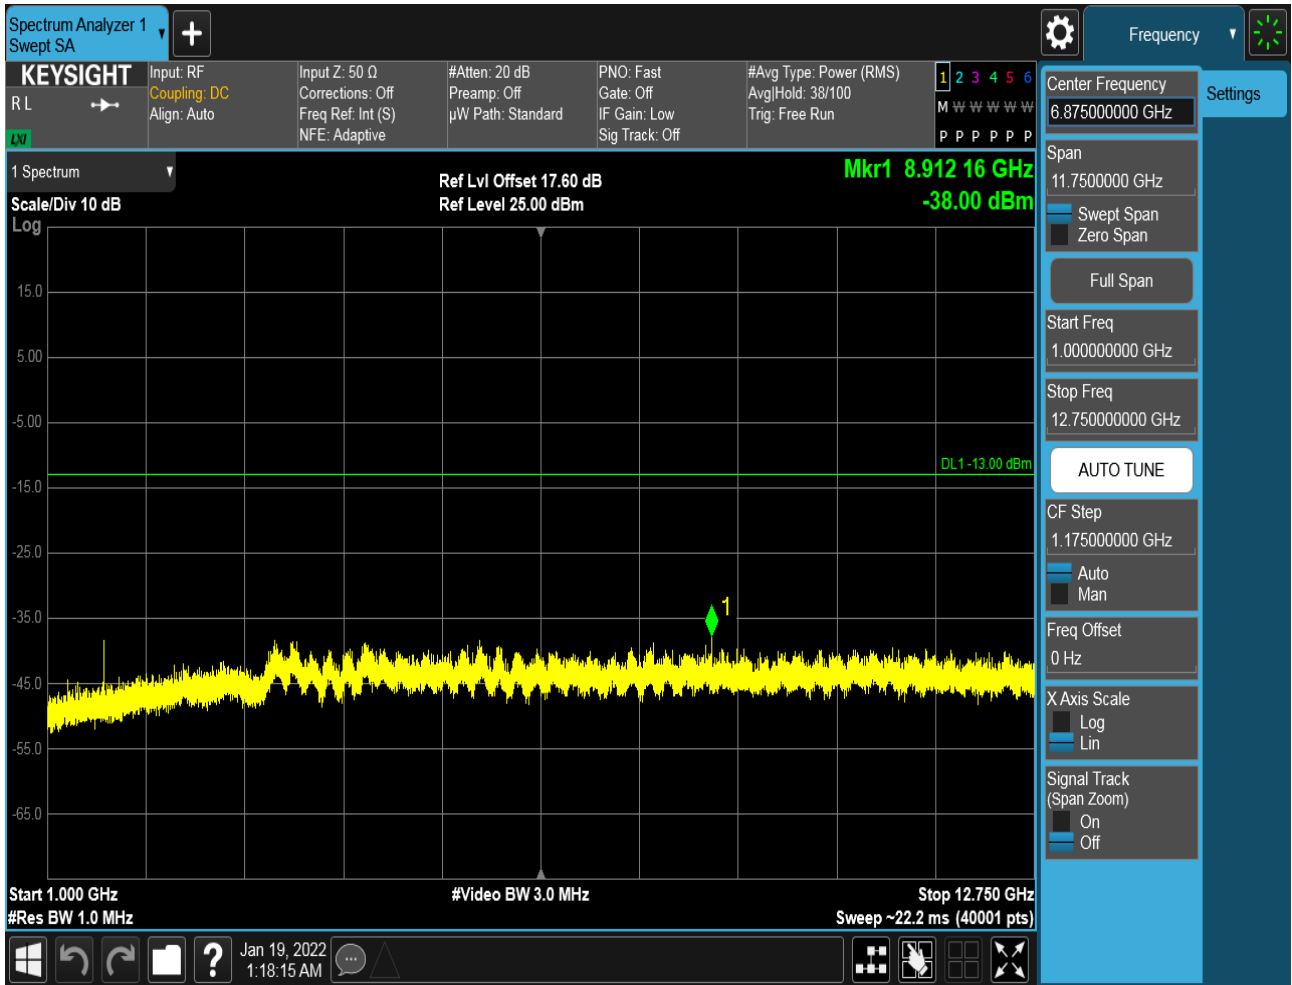 Spectrum Analyzer 1
Swept SA
+
Frequency
KEYSIGHT
R L
LXI
Input: RF
Coupling: DC
Align: Auto
Input Z: 50 Ω
Corrections: Off
Freq Ref: Int (S)
NFE: Adaptive
#Atten: 20 dB
Preamp: Off
µW Path: Standard
PNO: Fast
Gate: Off
IF Gain: Low
Sig Track: Off
#Avg Type: Power (RMS)
Avg|Hold: 38/100
Trig: Free Run
1 2 3 4 5 6
M W W W W W
P P P P P P
1 Spectrum
Scale/Div 10 dB
Log
Ref Lvl Offset 17.60 dB
Ref Level 25.00 dBm
Mkr1 8.912 16 GHz
-38.00 dBm
15.0
5.00
-5.00
DL1 -13.00 dBm
-15.0
-25.0
1
-35.0
-45.0
-55.0
-65.0
Start 1.000 GHz
#Video BW 3.0 MHz
Stop 12.750 GHz
#Res BW 1.0 MHz
Sweep ~22.2 ms (40001 pts)
?
Jan 19, 2022
1:18:15 AM
Center Frequency
6.875000000 GHz
Settings
Span
11.7500000 GHz
Swept Span
Zero Span
Full Span
Start Freq
1.000000000 GHz
Stop Freq
12.750000000 GHz
AUTO TUNE
CF Step
1.175000000 GHz
Auto
Man
Freq Offset
0 Hz
X Axis Scale
Log
Lin
Signal Track
(Span Zoom)
On
Off